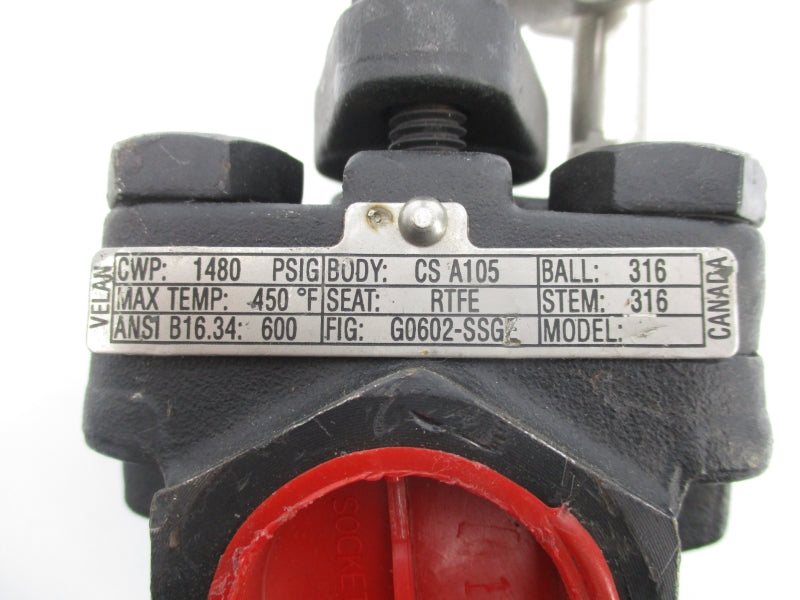 VELAN
CWP: 1480 PSIG BODY: CS A105 BALL: 316
MAX TEMP: 450 °F SEAT: RTFE STEM: 316
ANSI B16.34: 600 FIG: G0602-SSG MODEL:
CANADA
SOCKE